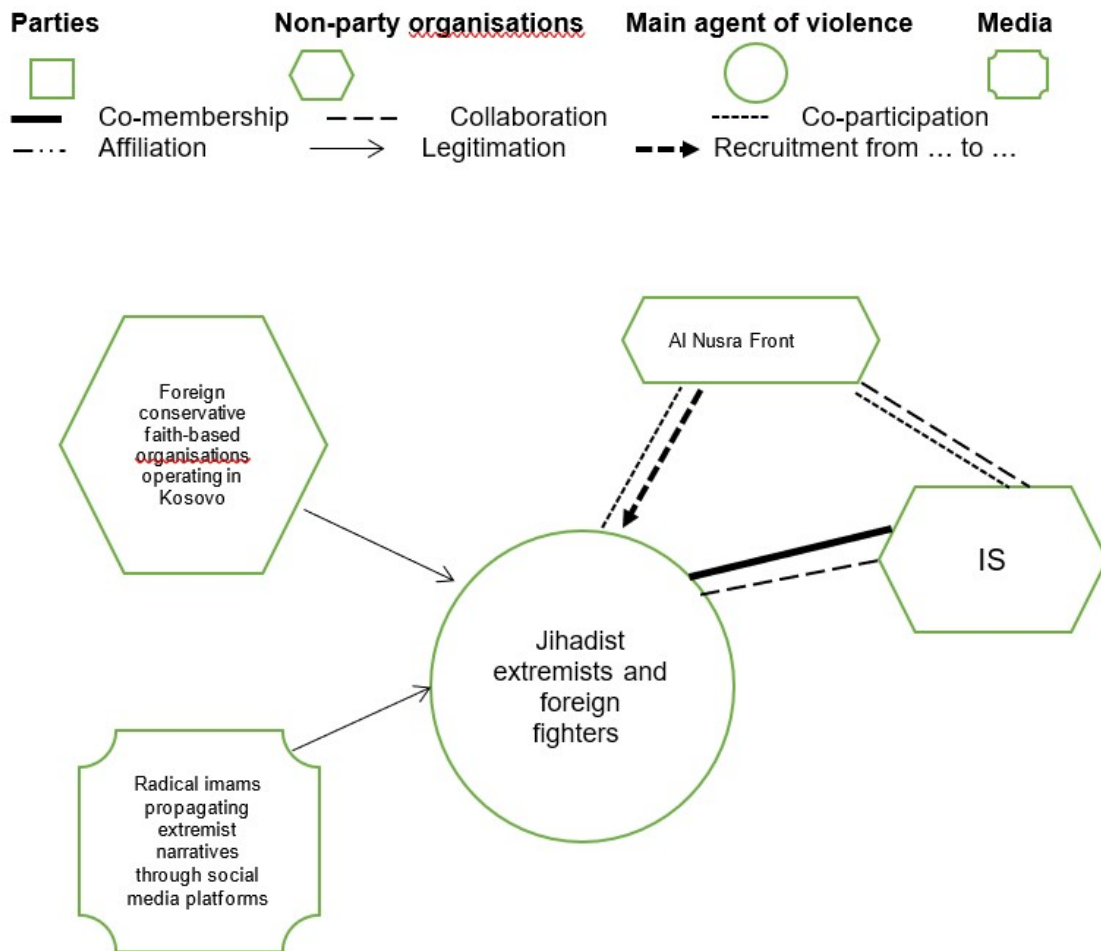 Parties Non-party organisations Main agent of violence Media
Co-membership Collaboration Co-participation
Affiliation Legitimation Recruitment from … to …
Al Nusra Front
Foreign
conservative
faith-based
organisations
operating in
Kosovo
IS
Jihadist
extremists and
foreign
fighters
Radical imams
propagating
extremist
narratives
through social
media platforms